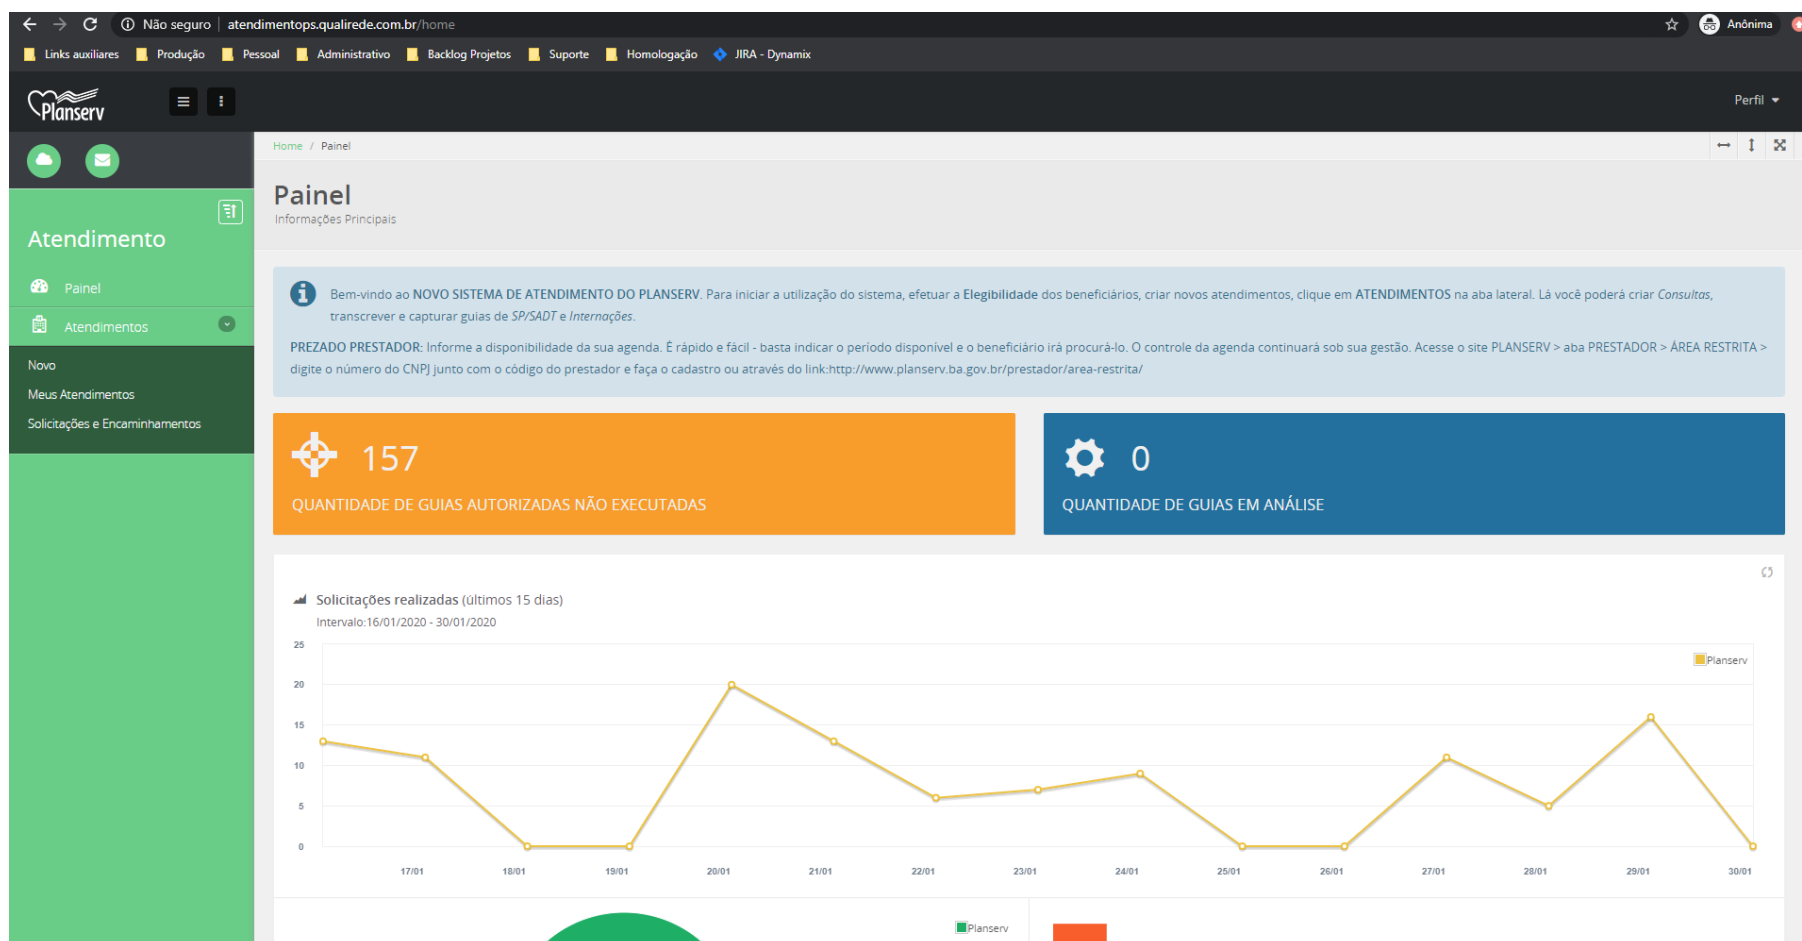 Não seguro | atendimentops.qualirede.com.br/home
Anônima
Links auxiliares Produção Pessoal Administrativo Backlog Projetos Suporte Homologação JIRA - Dynamix
Planserv
Perfil
Home / Painel
Painel
Informações Principais
Atendimento
Painel
Atendimentos
Novo
Meus Atendimentos
Solicitações e Encaminhamentos
Bem-vindo ao NOVO SISTEMA DE ATENDIMENTO DO PLANSERV. Para iniciar a utilização do sistema, efetuar a Elegibilidade dos beneficiários, criar novos atendimentos, clique em ATENDIMENTOS na aba lateral. Lá você poderá criar Consultas,
transcrever e capturar guias de SP/SADT e Internações.
PREZADO PRESTADOR: Informe a disponibilidade da sua agenda. É rápido e fácil - basta indicar o período disponível e o beneficiário irá procurá-lo. O controle da agenda continuará sob sua gestão. Acesse o site PLANSERV > aba PRESTADOR > ÁREA RESTRITA >
digite o número do CNPJ junto com o código do prestador e faça o cadastro ou através do link:http://www.planserv.ba.gov.br/prestador/area-restrita/
157
QUANTIDADE DE GUIAS AUTORIZADAS NÃO EXECUTADAS
0
QUANTIDADE DE GUIAS EM ANÁLISE
Solicitações realizadas (últimos 15 dias)
Intervalo:16/01/2020 - 30/01/2020
25
Planserv
20
15
10
5
0
17/01 18/01 19/01 20/01 21/01 22/01 23/01 24/01 25/01 26/01 27/01 28/01 29/01 30/01
Planserv